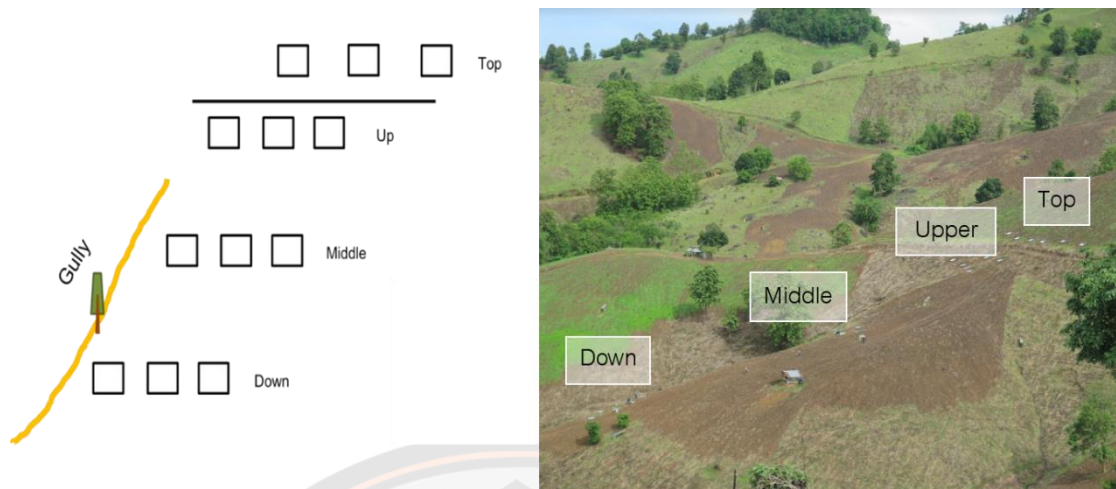 Top
Up
Gully
Middle
Down
Top
Upper
Middle
Down